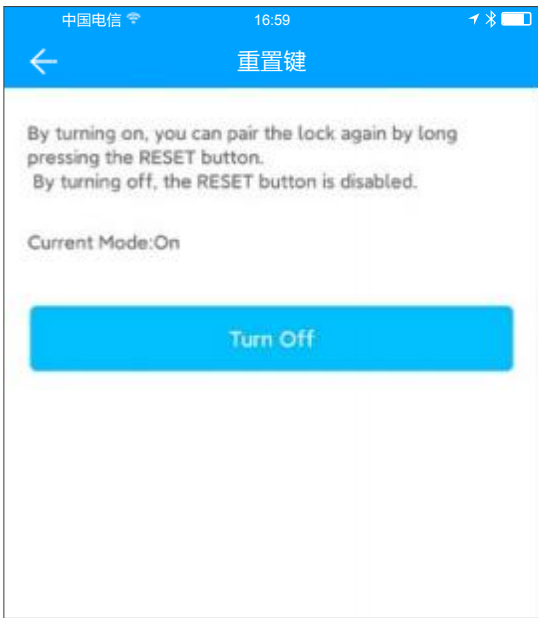 中国电信 16:59
重置键
By turning on, you can pair the lock again by long
pressing the RESET button.
By turning off, the RESET button is disabled.
Current Mode:On
Turn Off